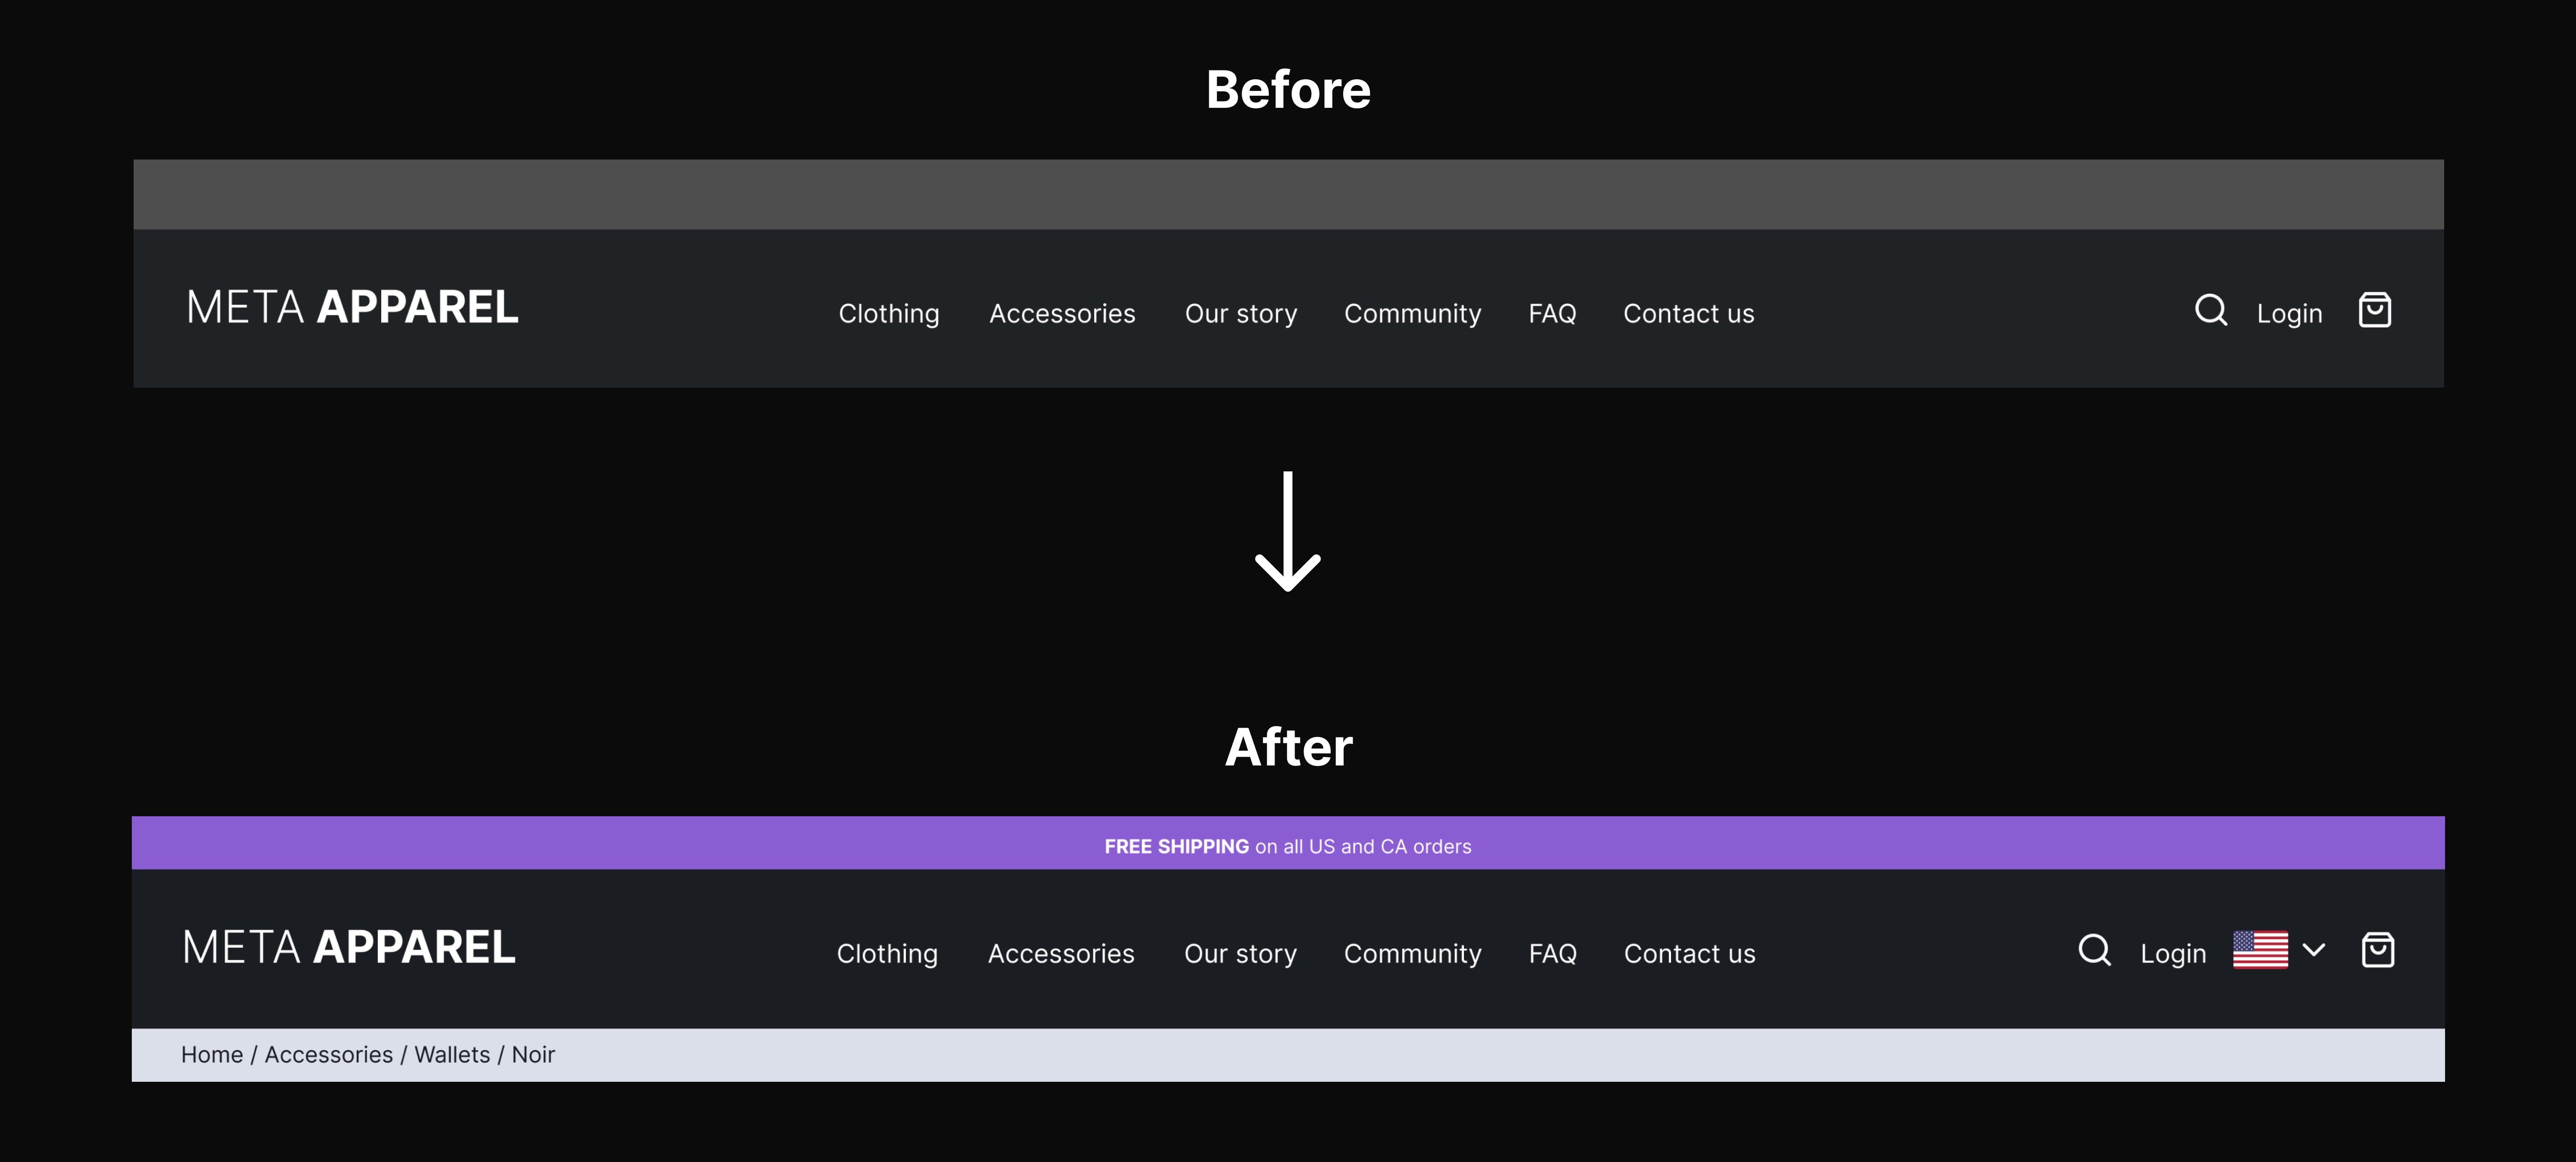 Before
META APPAREL Clothing Accessories Our story Community FAQ Contact us Login
After
FREE SHIPPING on all US and CA orders
META APPAREL Clothing Accessories Our story Community FAQ Contact us Login
Home / Accessories / Wallets / Noir